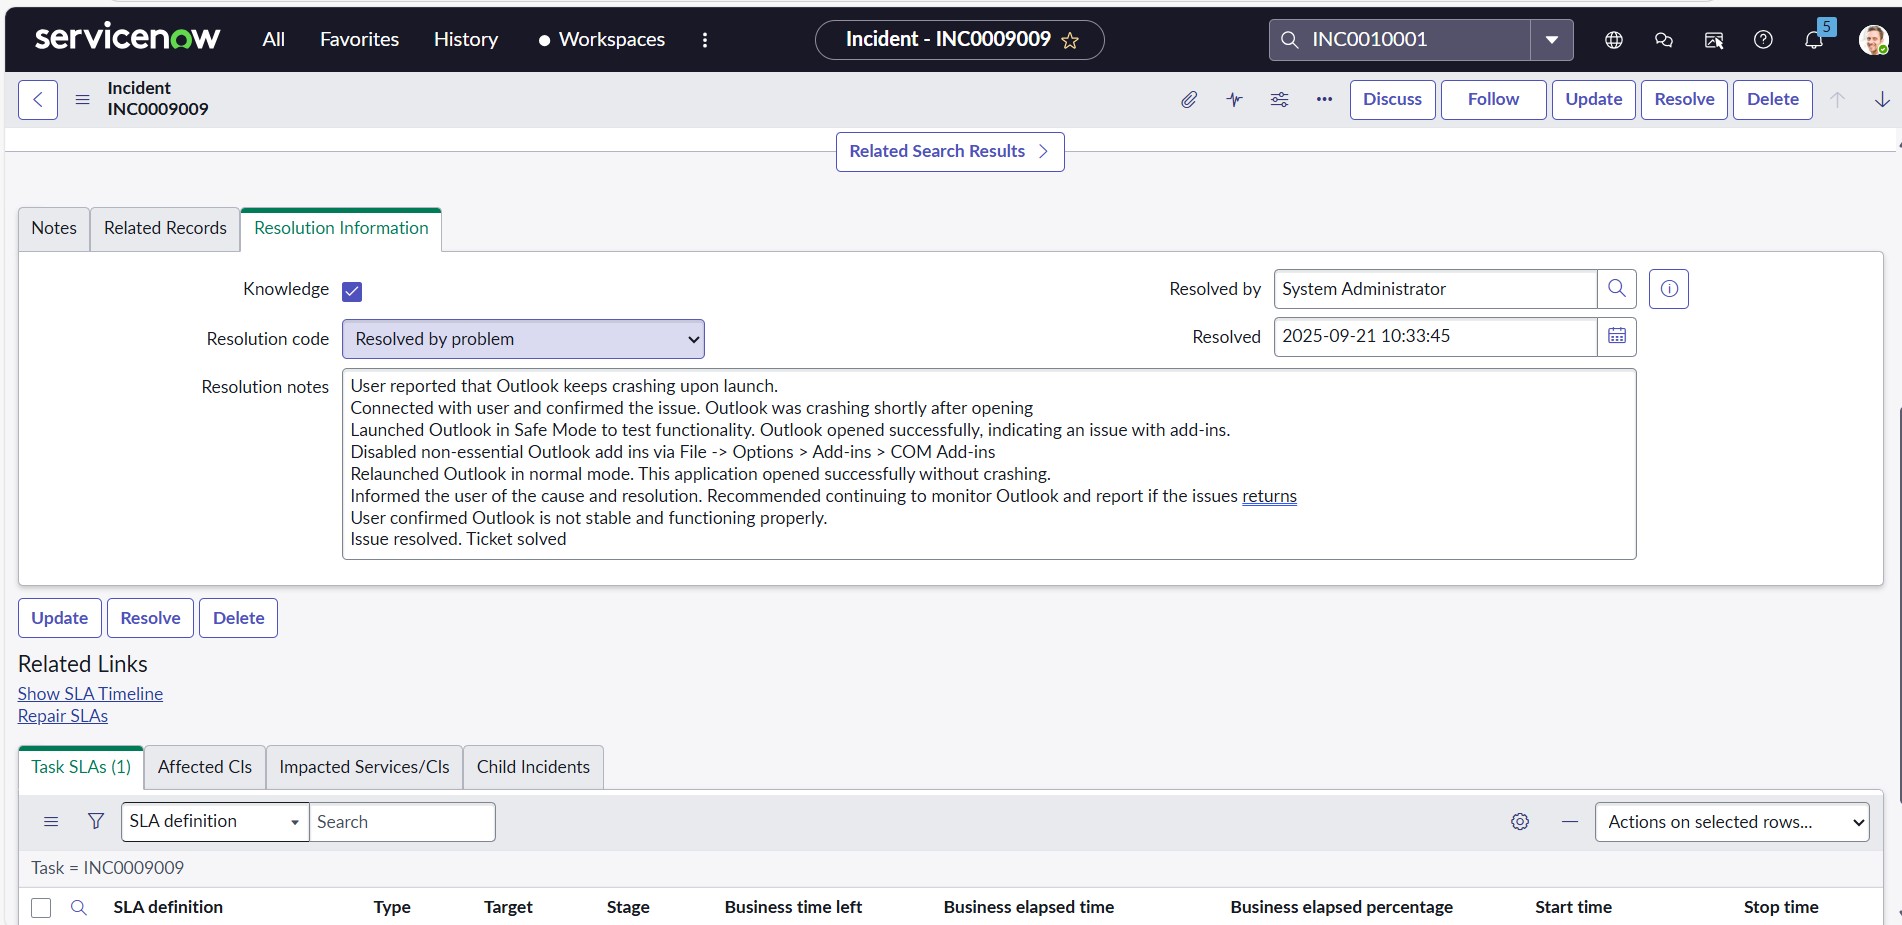 servicenow All Favorites History Workspaces Incident - INC0009009 INC0010001 5
Incident
INC0009009
Discuss Follow Update Resolve Delete
Related Search Results
Notes Related Records Resolution Information
Knowledge
Resolved by System Administrator
Resolution code Resolved by problem
Resolved 2025-09-21 10:33:45
Resolution notes
User reported that Outlook keeps crashing upon launch.
Connected with user and confirmed the issue. Outlook was crashing shortly after opening
Launched Outlook in Safe Mode to test functionality. Outlook opened successfully, indicating an issue with add-ins.
Disabled non-essential Outlook add ins via File -> Options > Add-ins > COM Add-ins
Relaunched Outlook in normal mode. This application opened successfully without crashing.
Informed the user of the cause and resolution. Recommended continuing to monitor Outlook and report if the issues returns
User confirmed Outlook is not stable and functioning properly.
Issue resolved. Ticket solved
Update Resolve Delete
Related Links
Show SLA Timeline
Repair SLAs
Task SLAs (1) Affected CIs Impacted Services/CIs Child Incidents
SLA definition Search Actions on selected rows...
Task = INC0009009
SLA definition Type Target Stage Business time left Business elapsed time Business elapsed percentage Start time Stop time